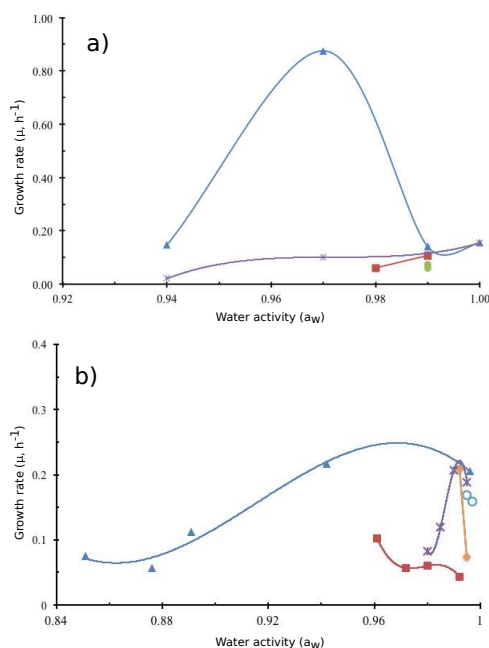 a)
1.00
0.80
0.60
0.40
0.20
0.00
Growth rate (μ, h⁻¹)
0.92 0.94 0.96 0.98 1.00
Water activity (aw)
b)
0.4
0.3
0.2
0.1
0
Growth rate (μ, h⁻¹)
0.84 0.88 0.92 0.96 1
Water activity (aw)